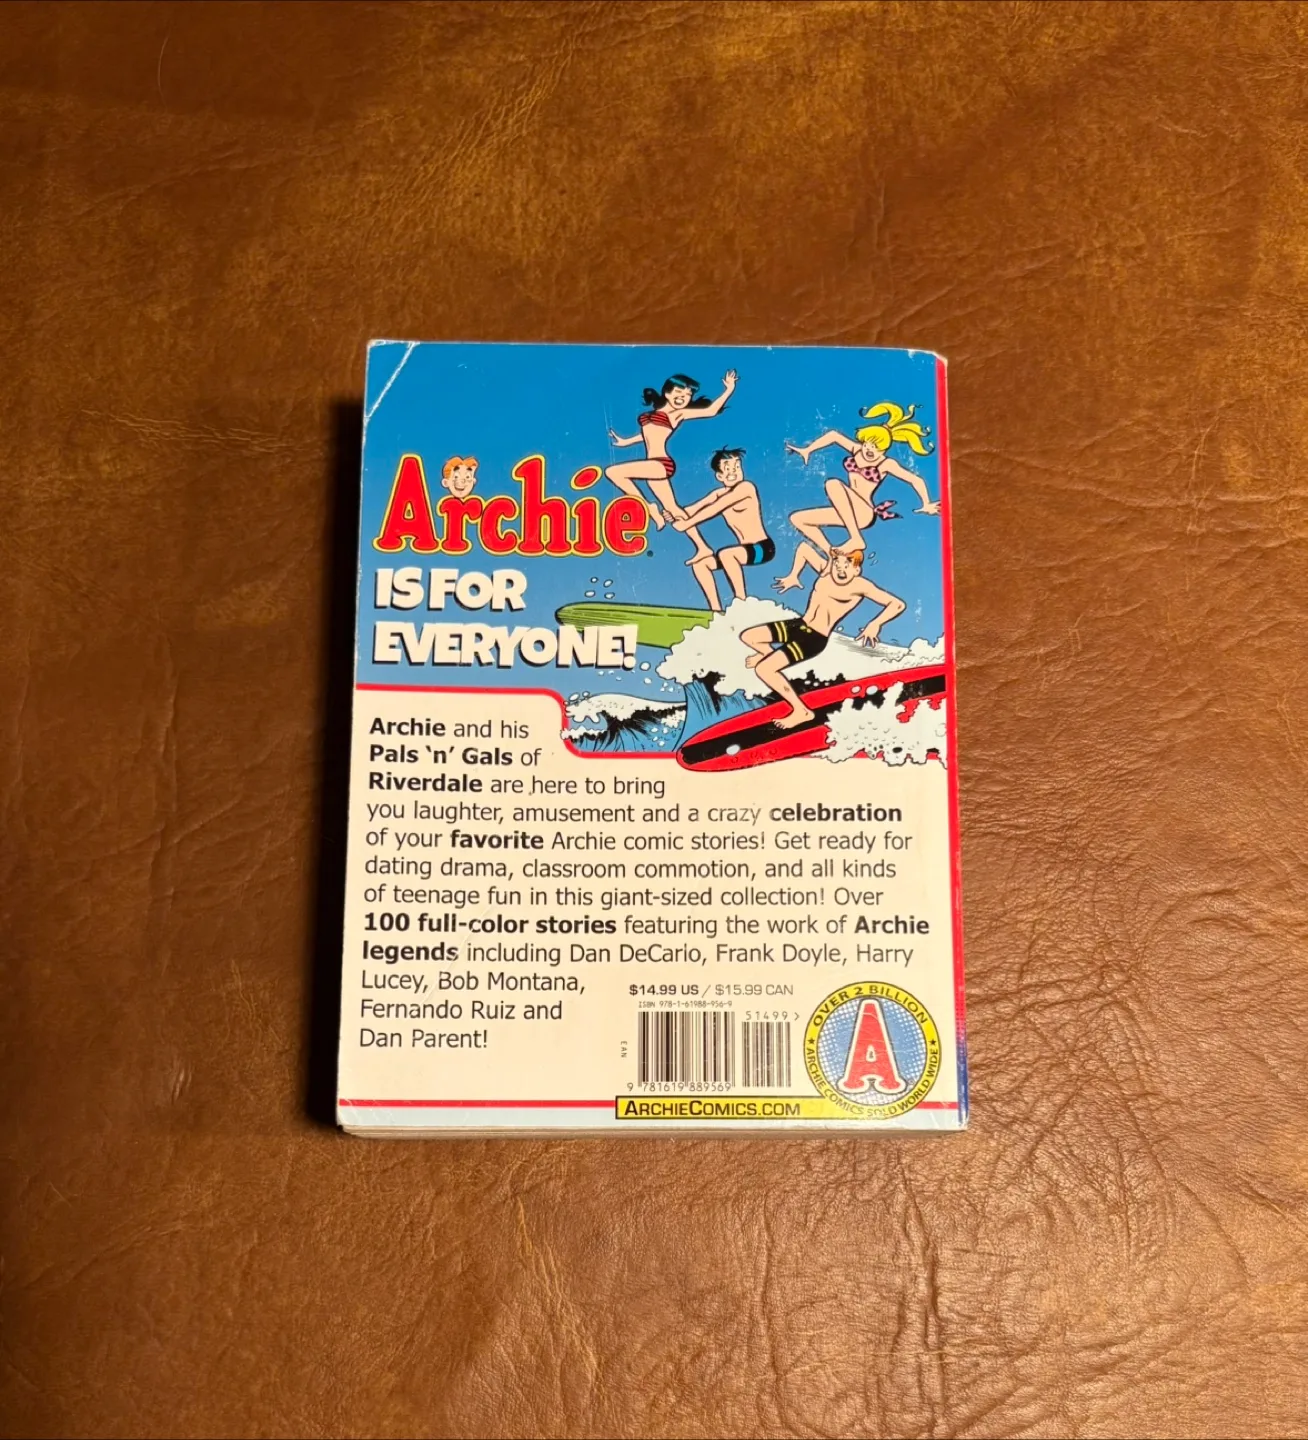 Archie
IS FOR
EVERYONE!
Archie and his
Pals ‘n’ Gals of
Riverdale are here to bring
you laughter, amusement and a crazy celebration
of your favorite Archie comic stories! Get ready for
dating drama, classroom commotion, and all kinds
of teenage fun in this giant-sized collection! Over
100 full-color stories featuring the work of Archie
legends including Dan DeCarlo, Frank Doyle, Harry
Lucey, Bob Montana,
Fernando Ruiz and
Dan Parent!
$14.99 US / $15.99 CAN
ISBN 978-1-61988-956-9
51499>
EAN
9 781619 889569
ARCHIECOMICS.COM
OVER 2 BILLION
A
★ ARCHIE COMICS SOLD WORLD WIDE ★